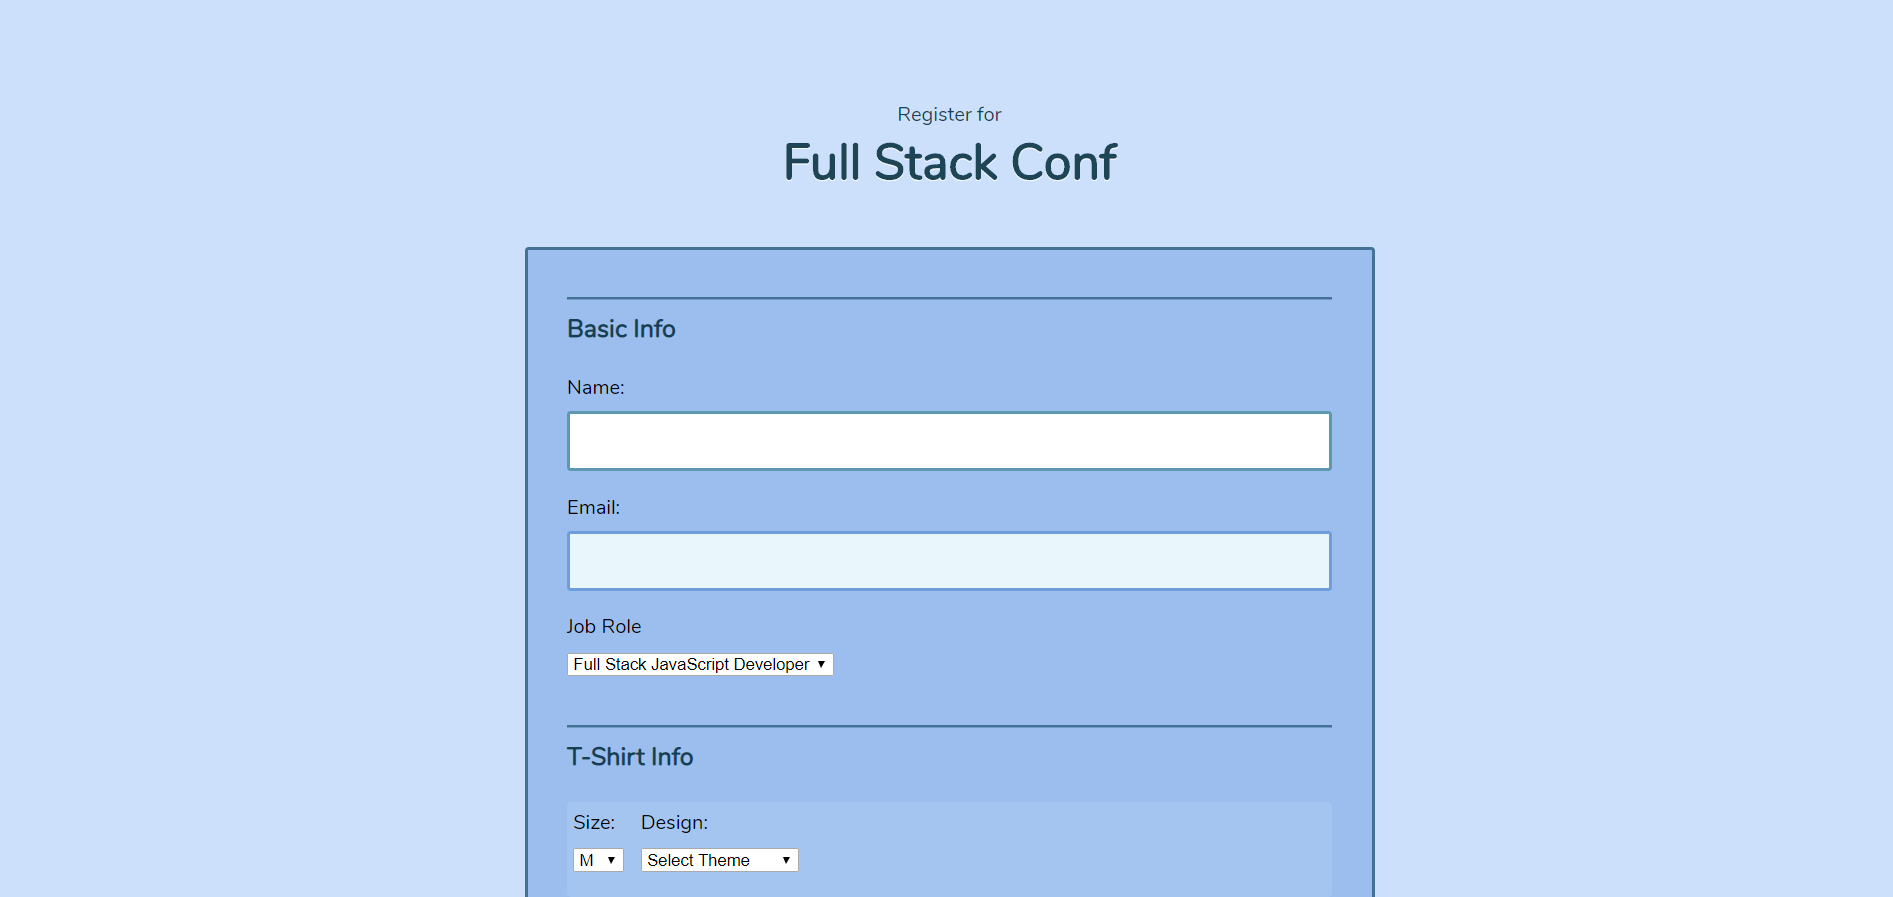 Register for
Full Stack Conf
Basic Info
Name:
Email:
Job Role
Full Stack JavaScript Developer
T-Shirt Info
Size: Design:
M Select Theme